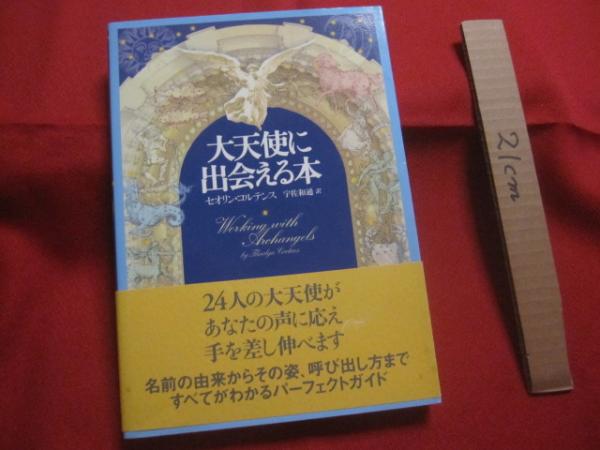 大天使に
出会える本
セオリン・コルテンス 宇佐和通 訳
Working with
Archangels
by Theolyn Cortens
24人の大天使が
あなたの声に応え
手を差し伸べます
名前の由来からその姿、呼び出し方まで
すべてがわかるパーフェクトガイド
21cm